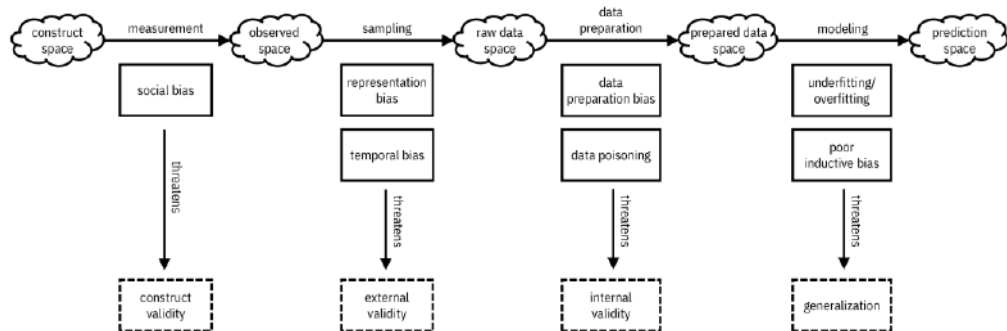 construct space
measurement
observed space
sampling
raw data space
data preparation
prepared data space
modeling
prediction space
social bias
representation bias
data preparation bias
underfitting/ overfitting
temporal bias
data poisoning
poor inductive bias
threatens
threatens
threatens
threatens
construct validity
external validity
internal validity
generalization